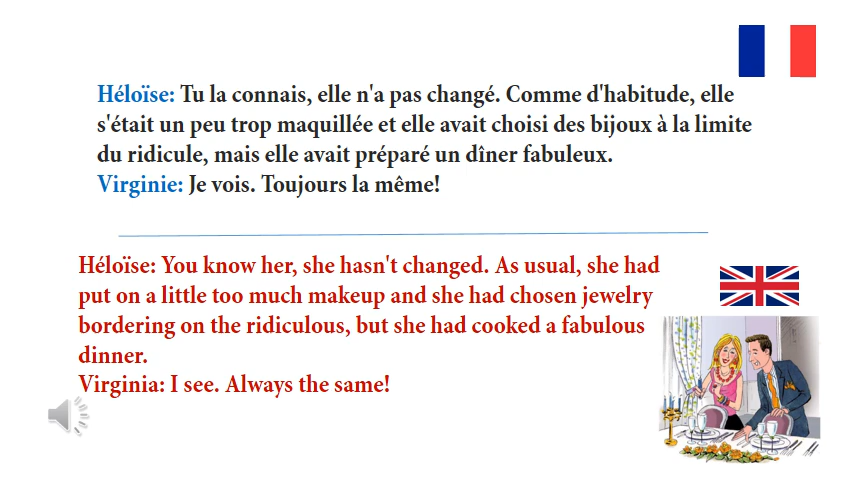 Héloïse: Tu la connais, elle n'a pas changé. Comme d'habitude, elle
s'était un peu trop maquillée et elle avait choisi des bijoux à la limite
du ridicule, mais elle avait préparé un dîner fabuleux.
Virginie: Je vois. Toujours la même!
Héloïse: You know her, she hasn't changed. As usual, she had
put on a little too much makeup and she had chosen jewelry
bordering on the ridiculous, but she had cooked a fabulous
dinner.
Virginia: I see. Always the same!